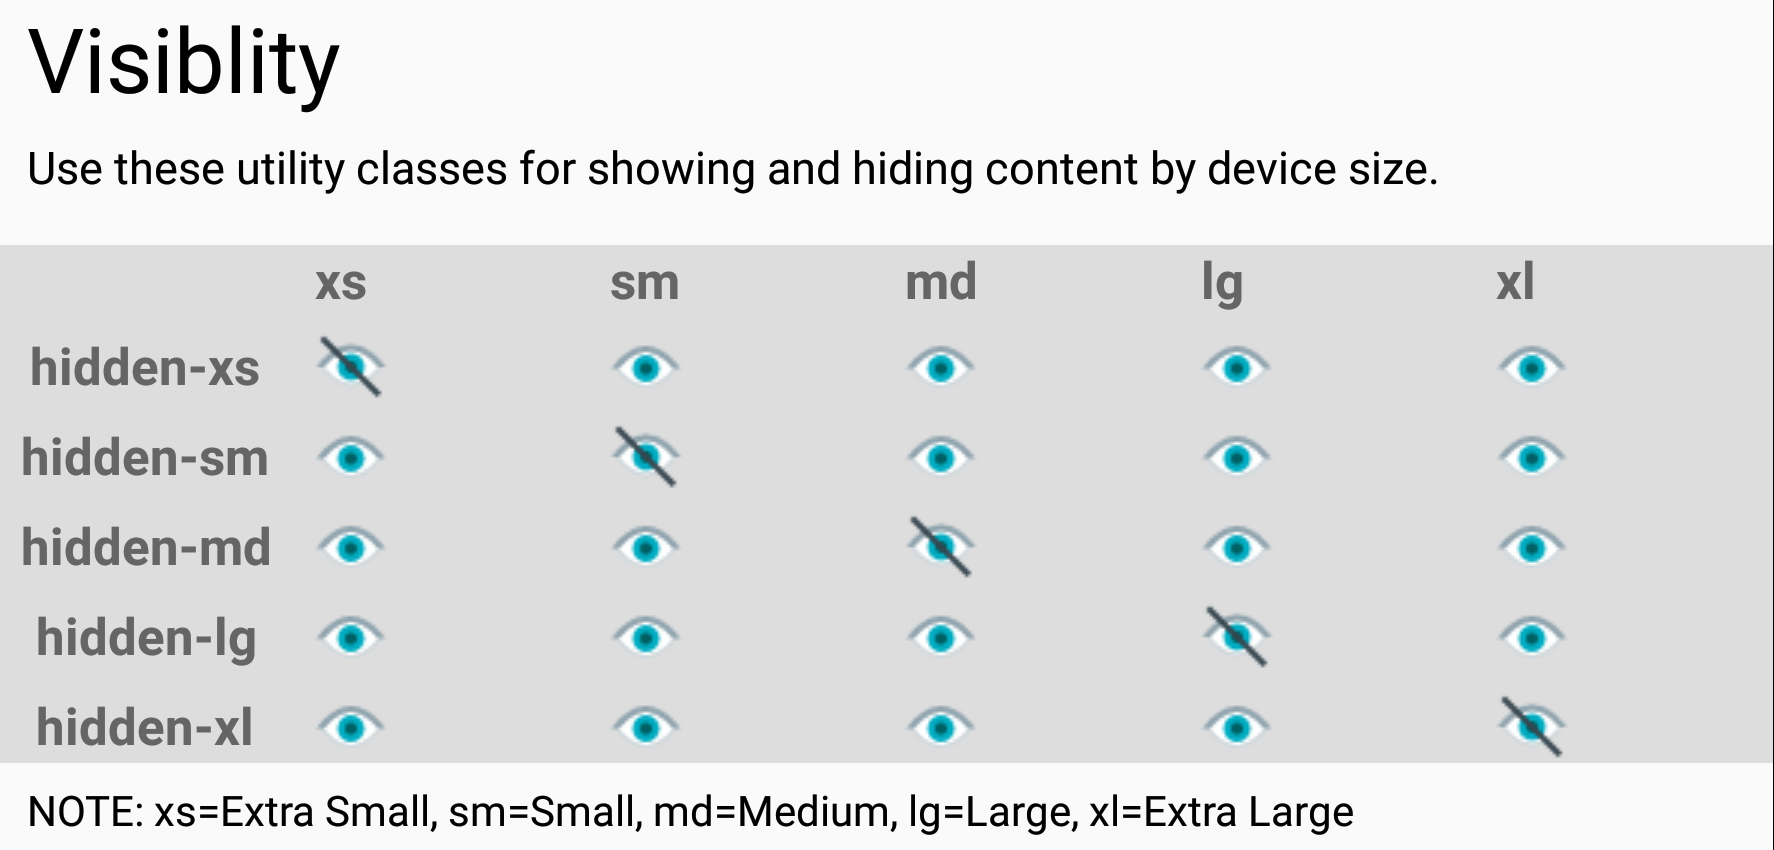 Visiblity
Use these utility classes for showing and hiding content by device size.
xs sm md lg xl
hidden-xs
hidden-sm
hidden-md
hidden-lg
hidden-xl
NOTE: xs=Extra Small, sm=Small, md=Medium, lg=Large, xl=Extra Large